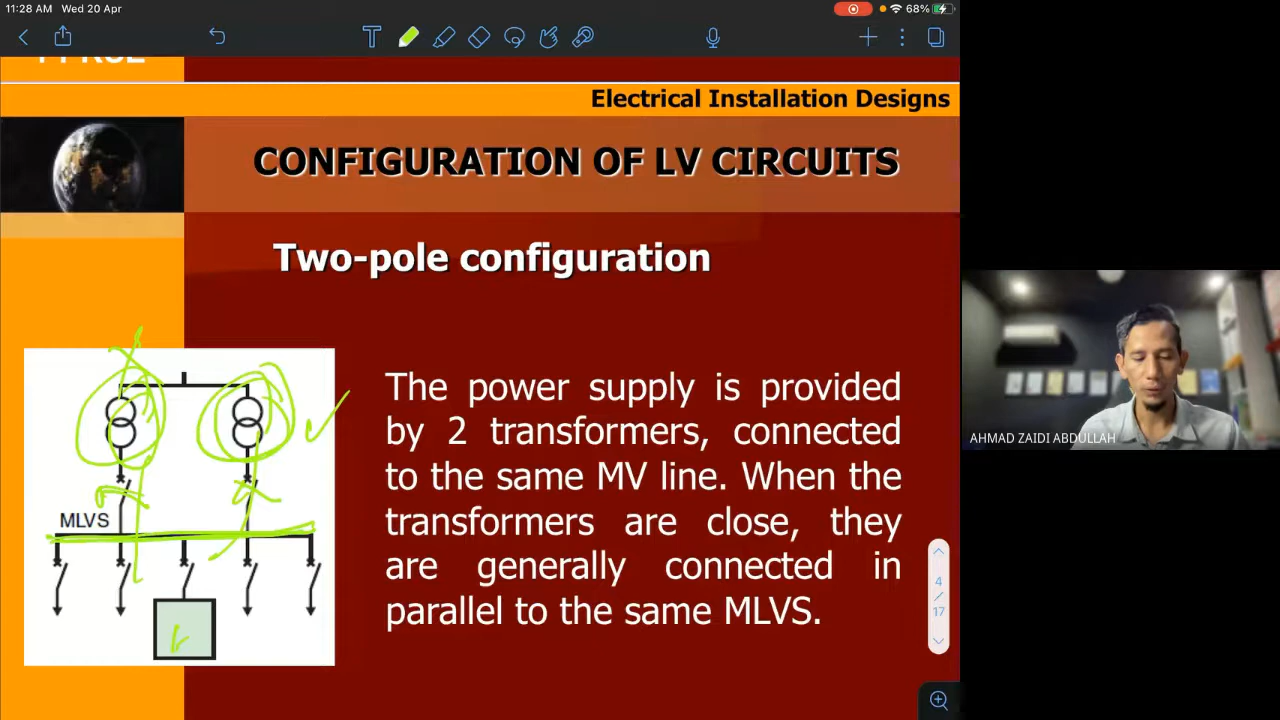 11:28 AM Wed 20 Apr
68%
Electrical Installation Designs
CONFIGURATION OF LV CIRCUITS
Two-pole configuration
MLVS
The power supply is provided
by 2 transformers, connected
to the same MV line. When the
transformers are close, they
are generally connected in
parallel to the same MLVS.
4
/
17
AHMAD ZAIDI ABDULLAH